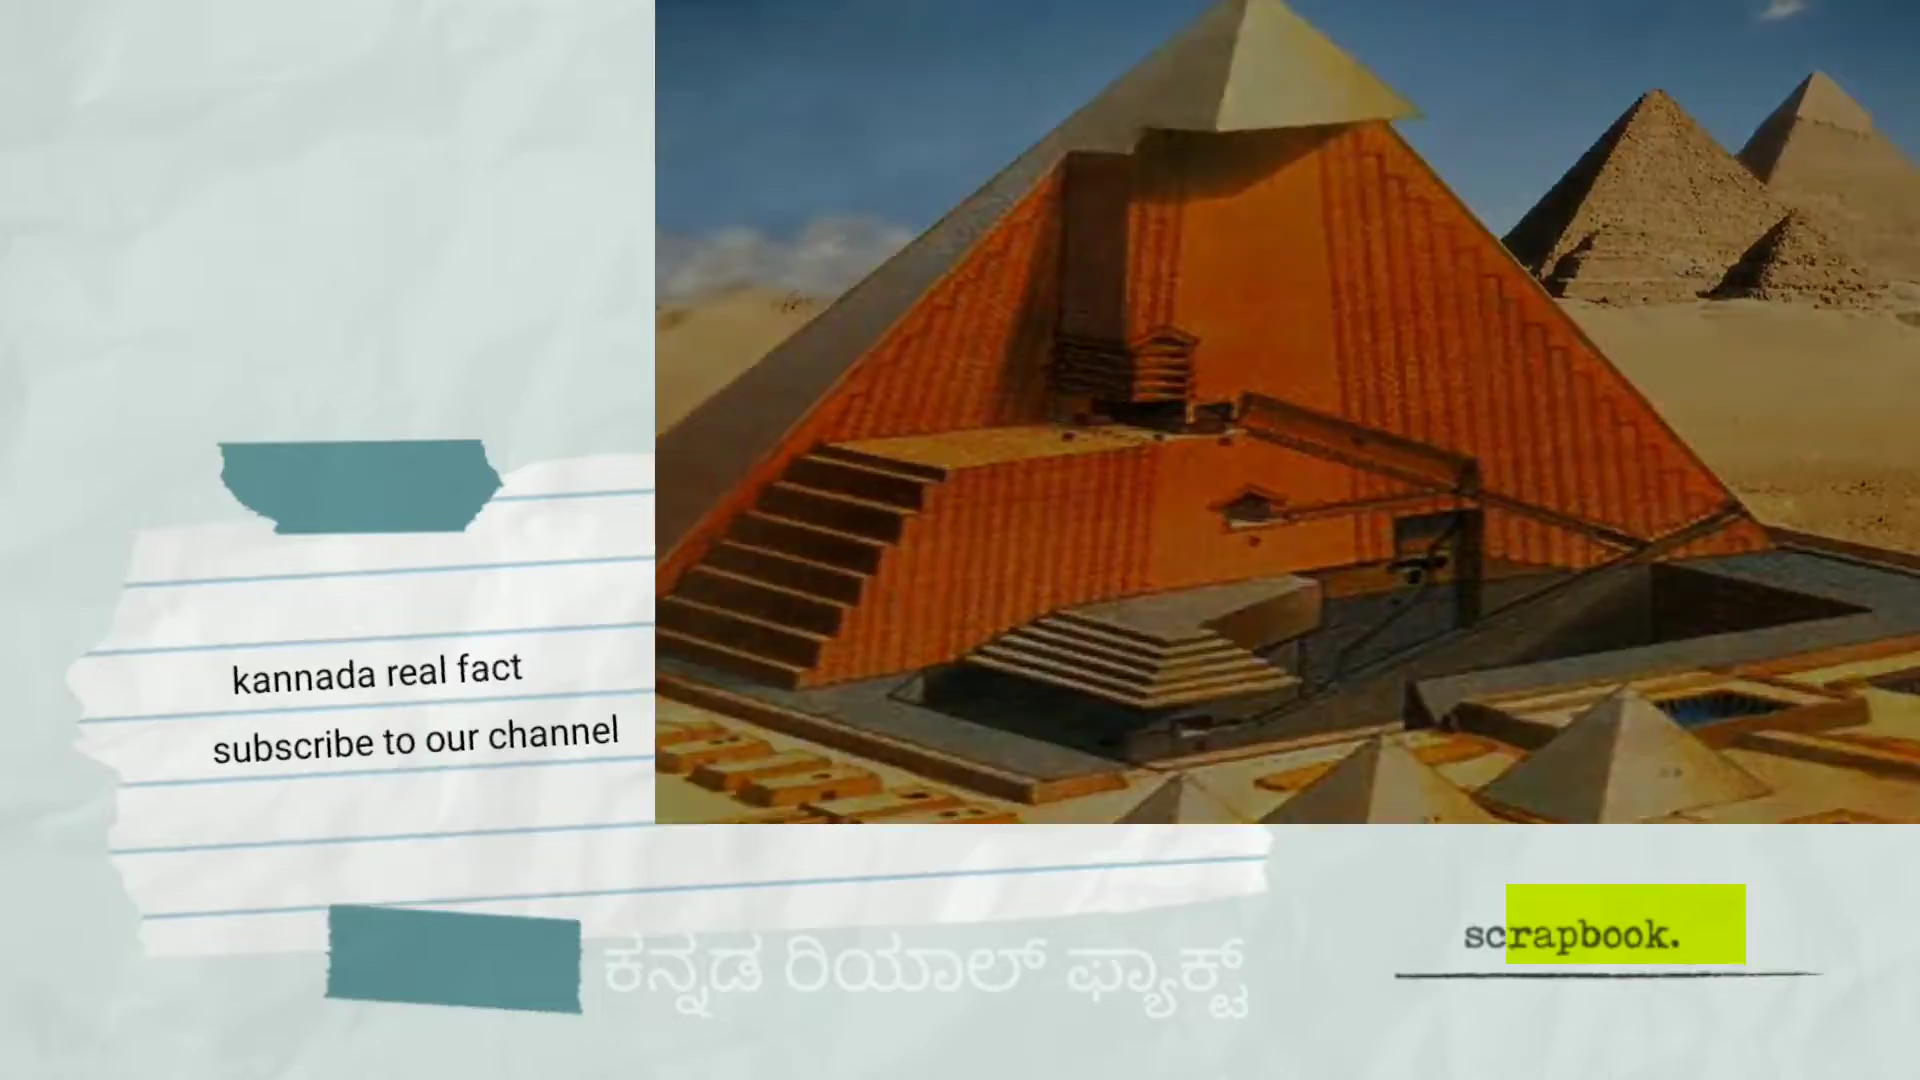 kannada real fact
subscribe to our channel
ಕನ್ನಡ ರಿಯಾಲ್ ಫ್ಯಾಕ್ಟ್
scrapbook.